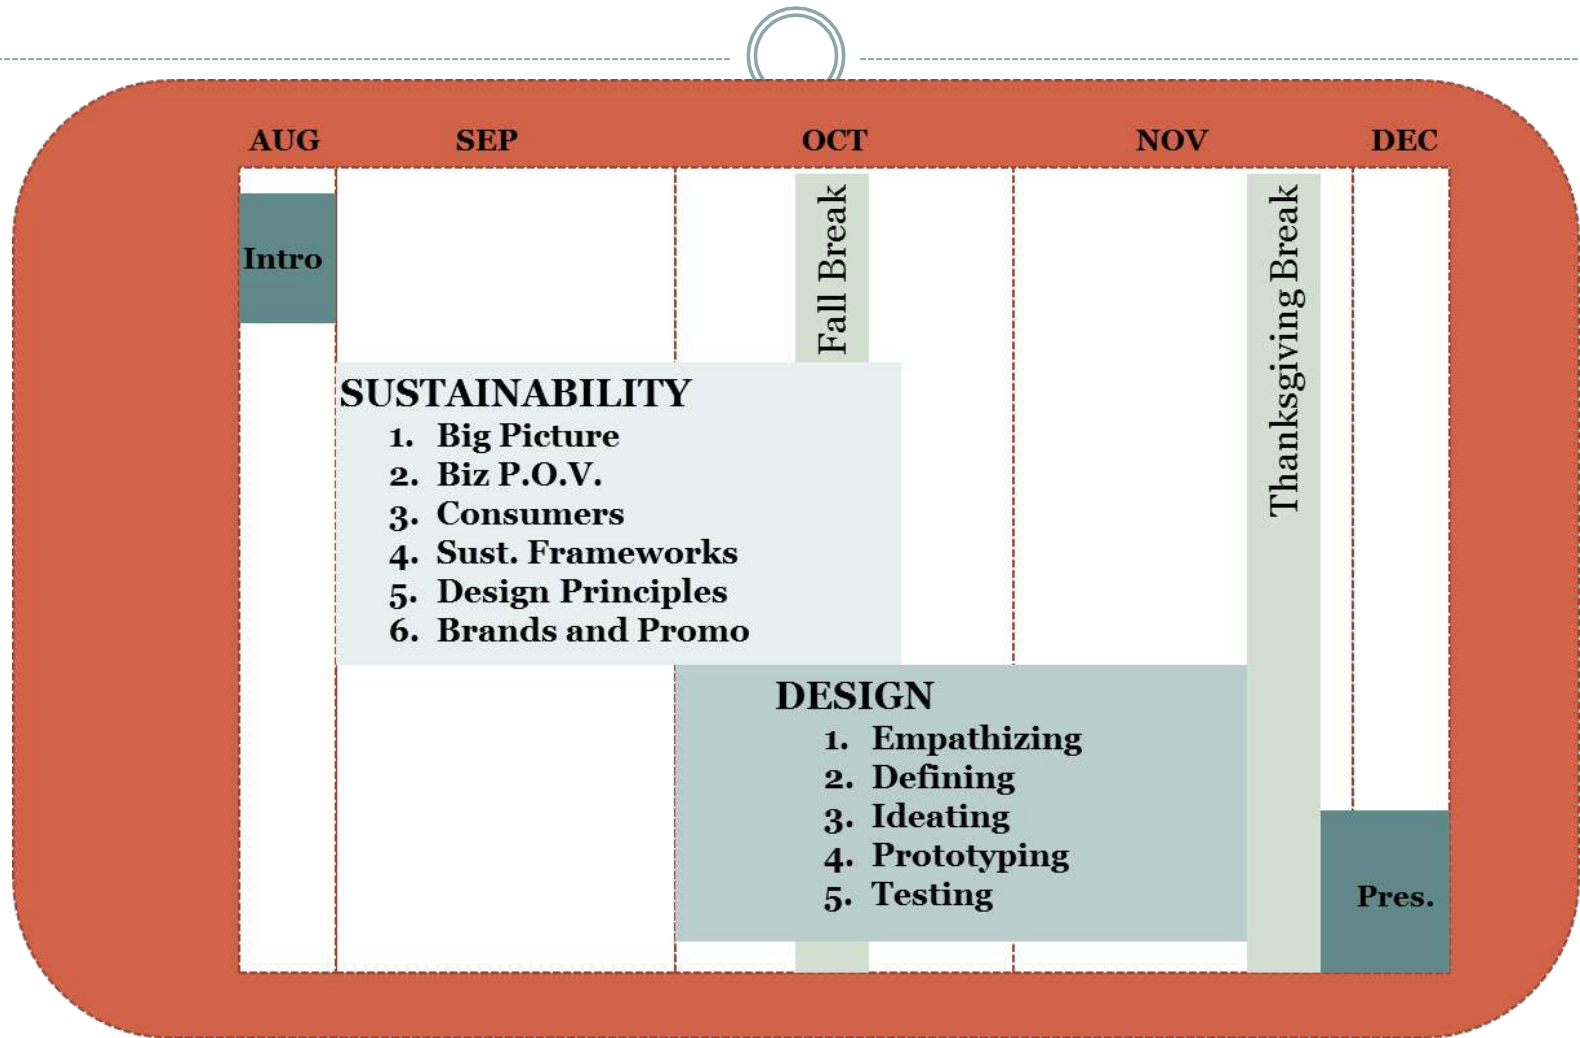 AUG SEP OCT NOV DEC
Intro
Fall Break
Thanksgiving Break
SUSTAINABILITY
1. Big Picture
2. Biz P.O.V.
3. Consumers
4. Sust. Frameworks
5. Design Principles
6. Brands and Promo
DESIGN
1. Empathizing
2. Defining
3. Ideating
4. Prototyping
5. Testing
Pres.